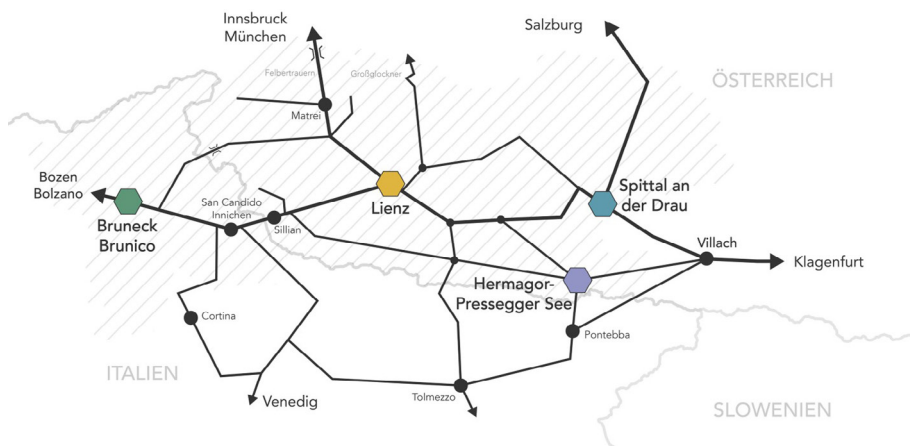 Innsbruck
München
Salzburg
Felbertrauern
Großglockner
ÖSTERREICH
Matrei
Bozen
Bolzano
San Candido
Innichen
Lienz
Spittal an
der Drau
Bruneck
Brunico
Sillian
Villach
Klagenfurt
Hermagor-
Pressegger See
Cortina
Pontebba
ITALIEN
Venedig
Tolmezzo
SLOWENIEN